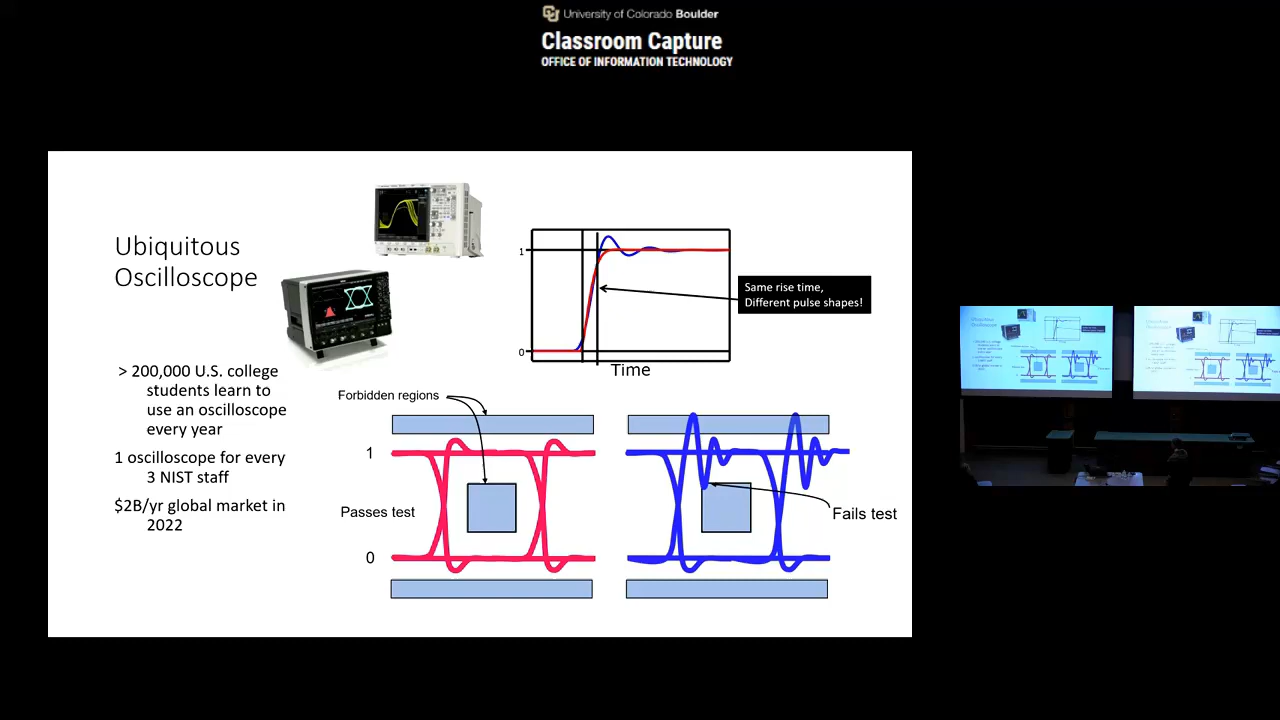 University of Colorado Boulder
Classroom Capture
OFFICE OF INFORMATION TECHNOLOGY
Ubiquitous
Oscilloscope
> 200,000 U.S. college
students learn to
use an oscilloscope
every year
1 oscilloscope for every
3 NIST staff
$2B/yr global market in
2022
1
0
Time
Same rise time,
Different pulse shapes!
Forbidden regions
1
Passes test
0
Fails test